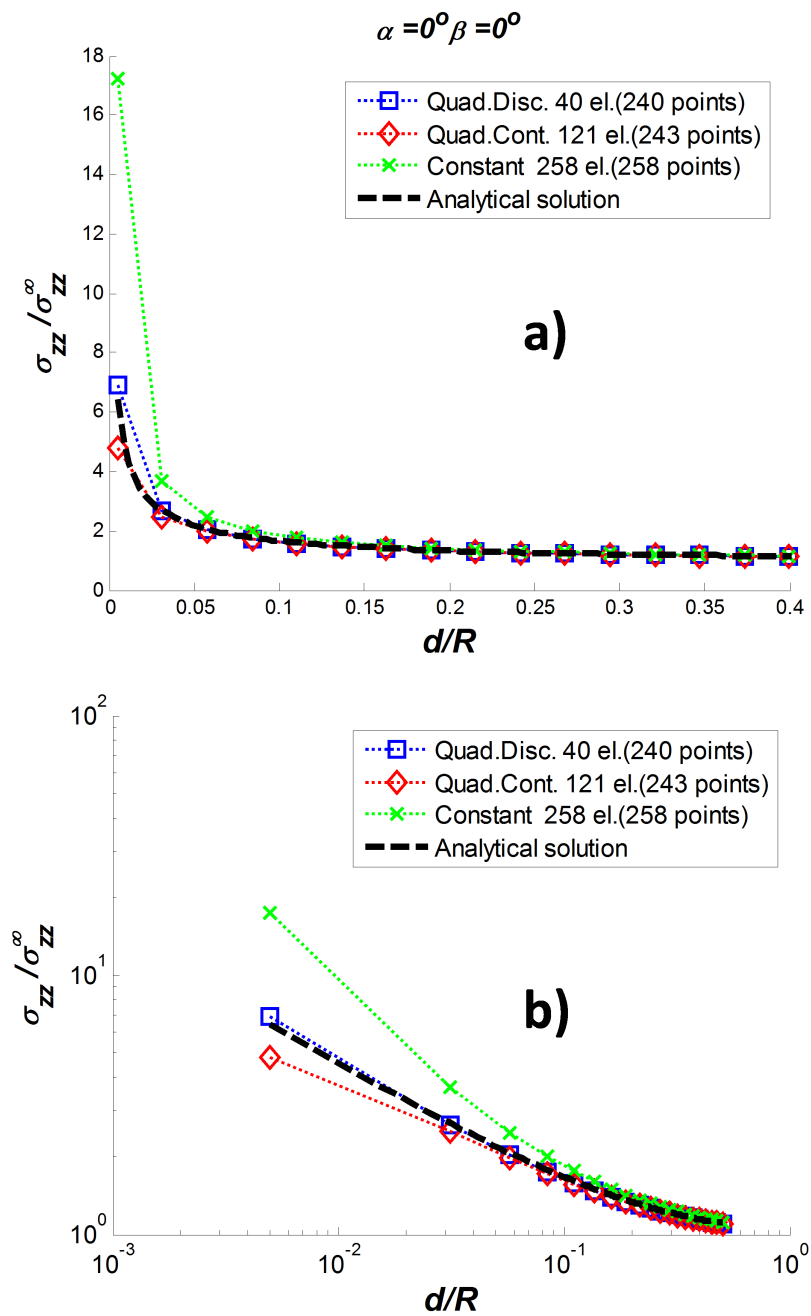 α =0° β =0°
18
16
14
12
10
8
6
4
2
0
σzz /σzz∞
Quad.Disc. 40 el.(240 points)
Quad.Cont. 121 el.(243 points)
Constant 258 el.(258 points)
Analytical solution
a)
0 0.05 0.1 0.15 0.2 0.25 0.3 0.35 0.4
d/R
10²
10¹
10⁰
σzz /σzz∞
Quad.Disc. 40 el.(240 points)
Quad.Cont. 121 el.(243 points)
Constant 258 el.(258 points)
Analytical solution
b)
10⁻³ 10⁻² 10⁻¹ 10⁰
d/R